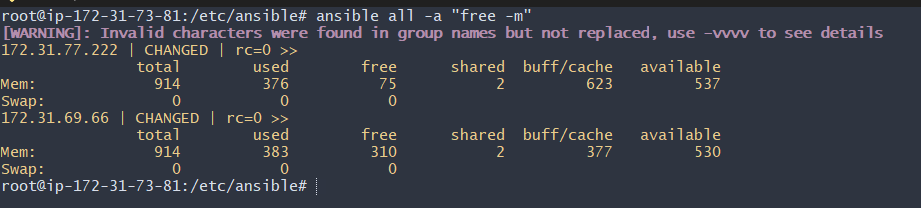 root@ip-172-31-73-81:/etc/ansible# ansible all -a "free -m"
[WARNING]: Invalid characters were found in group names but not replaced, use -vvvv to see details
172.31.77.222 | CHANGED | rc=0 >>
               total        used        free      shared  buff/cache   available
Mem:             914         376          75           2         623         537
Swap:              0           0           0
172.31.69.66 | CHANGED | rc=0 >>
               total        used        free      shared  buff/cache   available
Mem:             914         383         310           2         377         530
Swap:              0           0           0
root@ip-172-31-73-81:/etc/ansible#